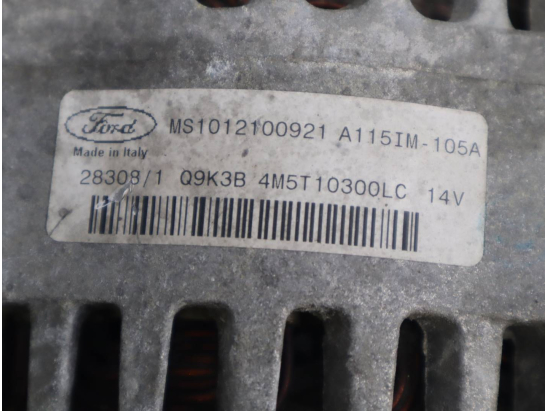 Ford MS1012100921 A115IM-105A
Made in Italy
28308/1 Q9K3B 4M5T10300LC 14V